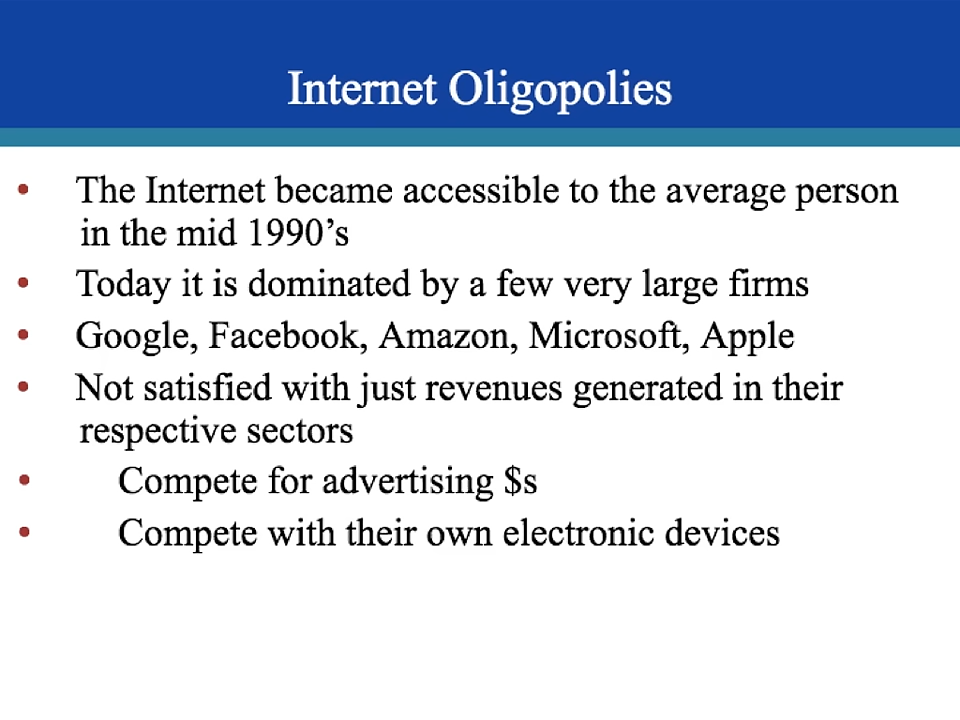 Internet Oligopolies
• The Internet became accessible to the average person
in the mid 1990’s
• Today it is dominated by a few very large firms
• Google, Facebook, Amazon, Microsoft, Apple
• Not satisfied with just revenues generated in their
respective sectors
• Compete for advertising $s
• Compete with their own electronic devices